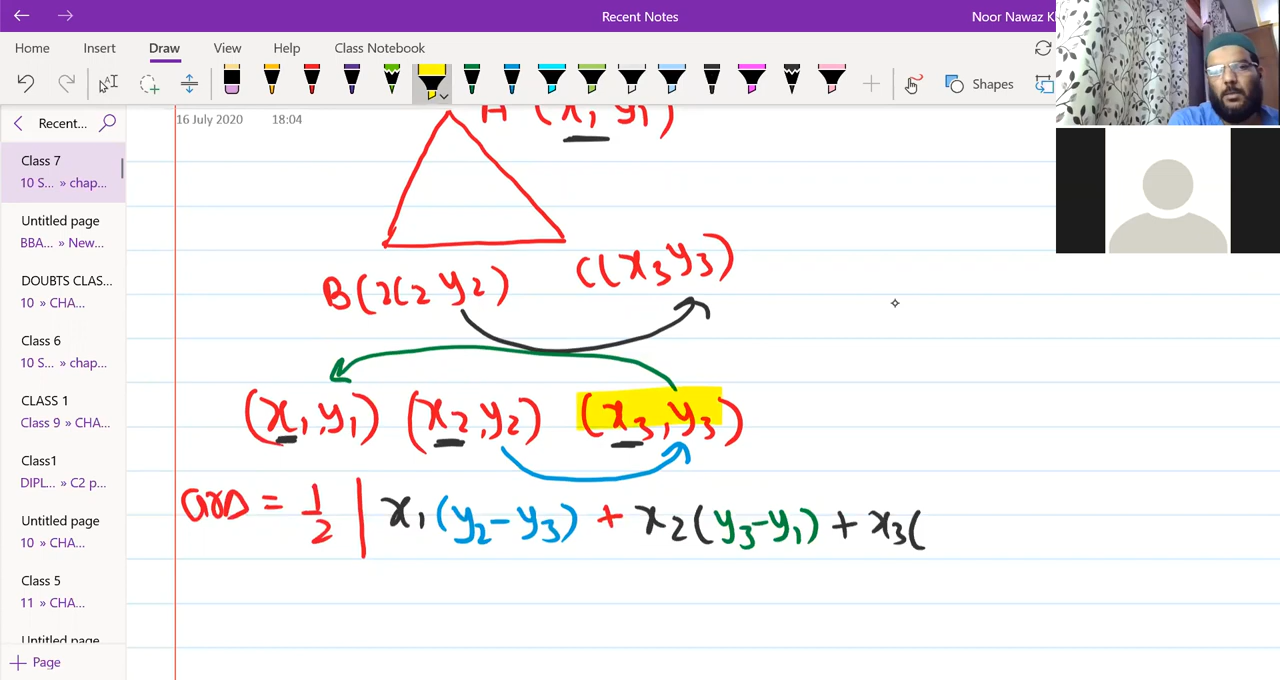 Recent Notes
Noor Nawaz K
Home Insert Draw View Help Class Notebook
Shapes
Recent...
16 July 2020 18:04
Class 7
10 S... » chap...
Untitled page
BBA... » New...
DOUBTS CLAS...
10 » CHA...
Class 6
10 S... » chap...
CLASS 1
Class 9 » CHA...
Class1
DIPL... » C2 p...
Untitled page
10 » CHA...
Class 5
11 » CHA...
Untitled page
+ Page
A (x₁ y₁)
B(x₂ y₂) C(x₃ y₃)
(x₁,y₁) (x₂,y₂) (x₃,y₃)
= 1/2 | x₁(y₂-y₃) + x₂(y₃-y₁) + x₃(